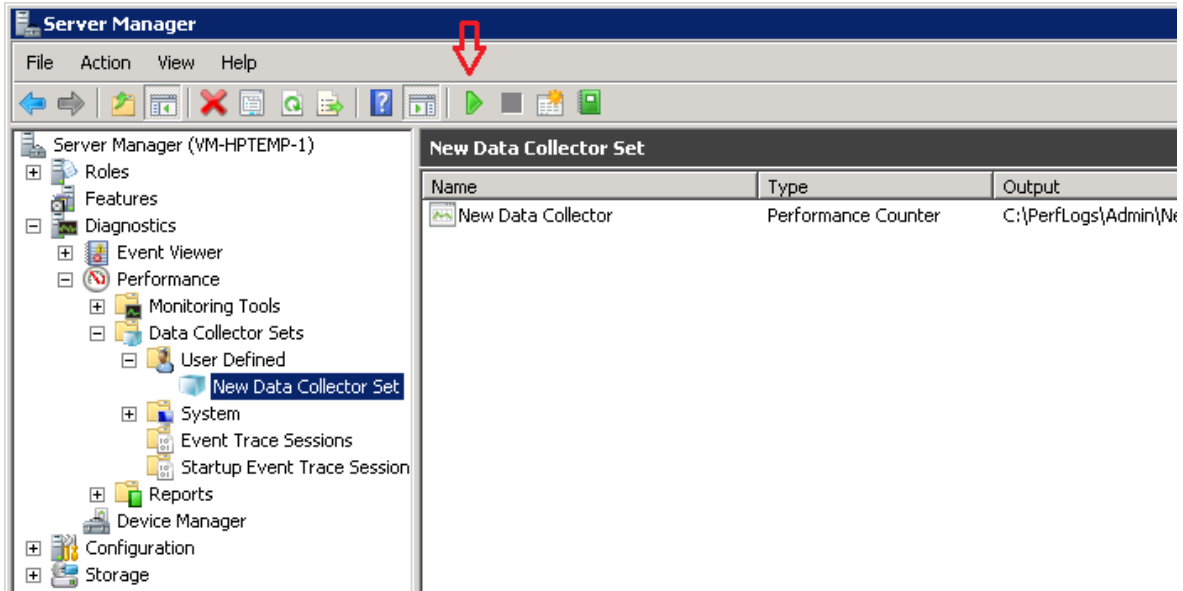 Server Manager
File Action View Help
Server Manager (VM-HPTEMP-1)
Roles
Features
Diagnostics
Event Viewer
Performance
Monitoring Tools
Data Collector Sets
User Defined
New Data Collector Set
System
Event Trace Sessions
Startup Event Trace Session
Reports
Device Manager
Configuration
Storage
New Data Collector Set
Name Type Output
New Data Collector Performance Counter C:\PerfLogs\Admin\Ne